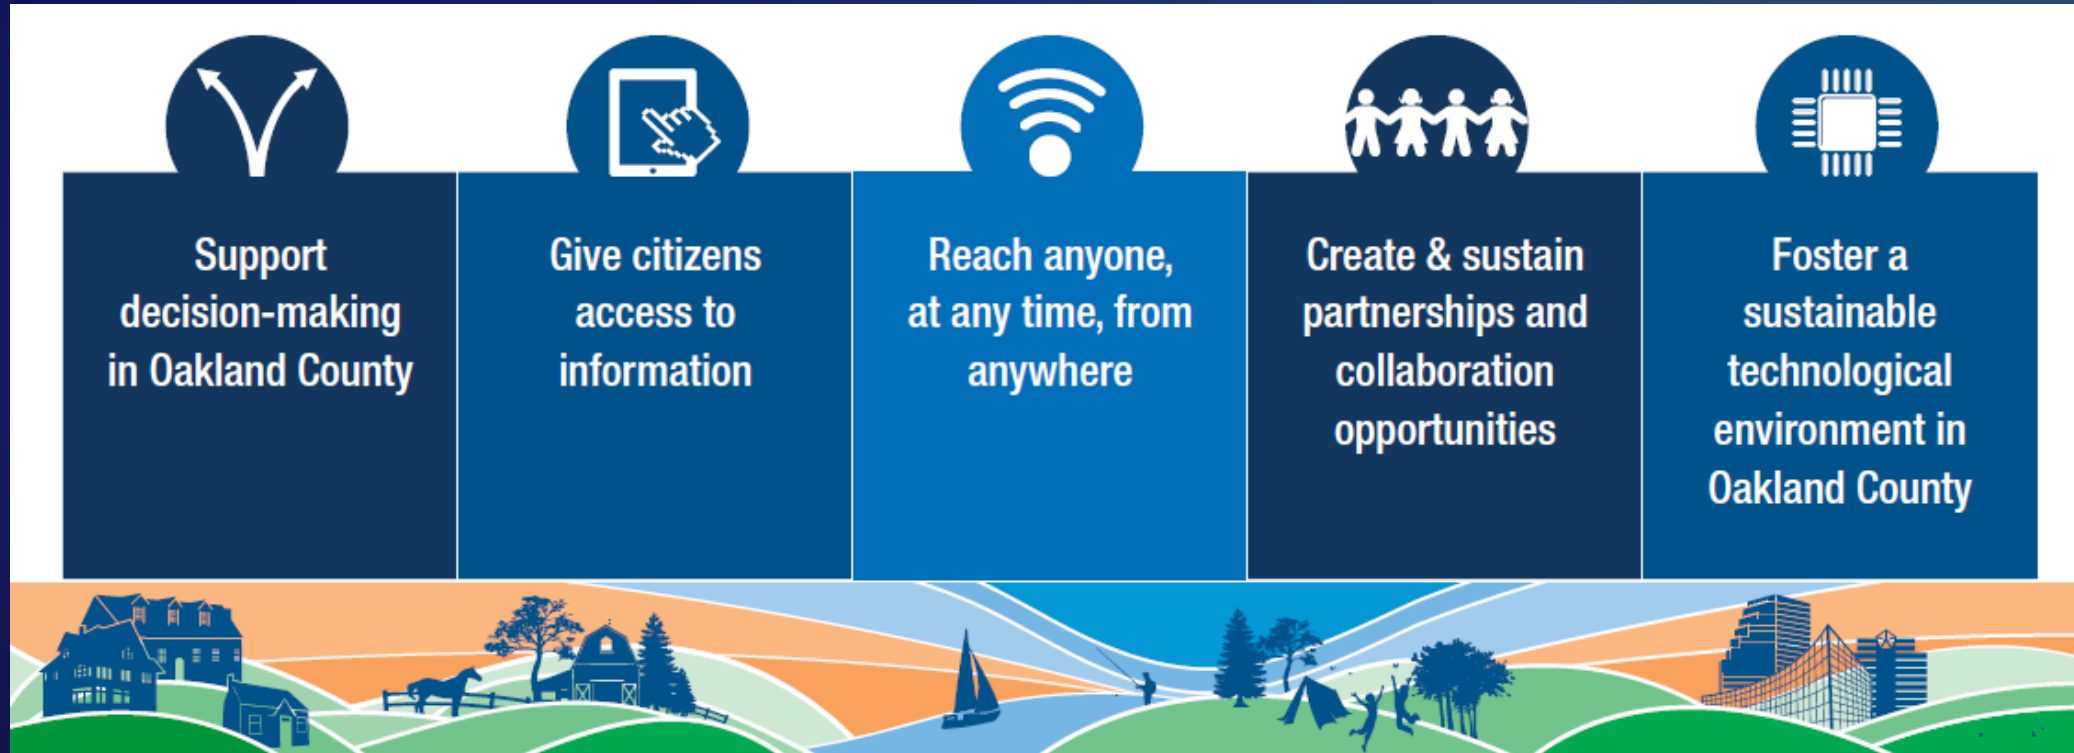 Support
decision-making
in Oakland County
Give citizens
access to
information
Reach anyone,
at any time, from
anywhere
Create & sustain
partnerships and
collaboration
opportunities
Foster a
sustainable
technological
environment in
Oakland County